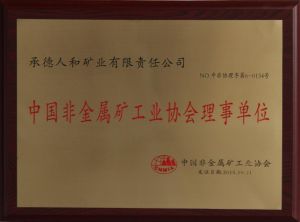 承德人和矿业有限责任公司
中国非金属矿工业协会理事单位
CNMIA
中国非金属矿工业协会